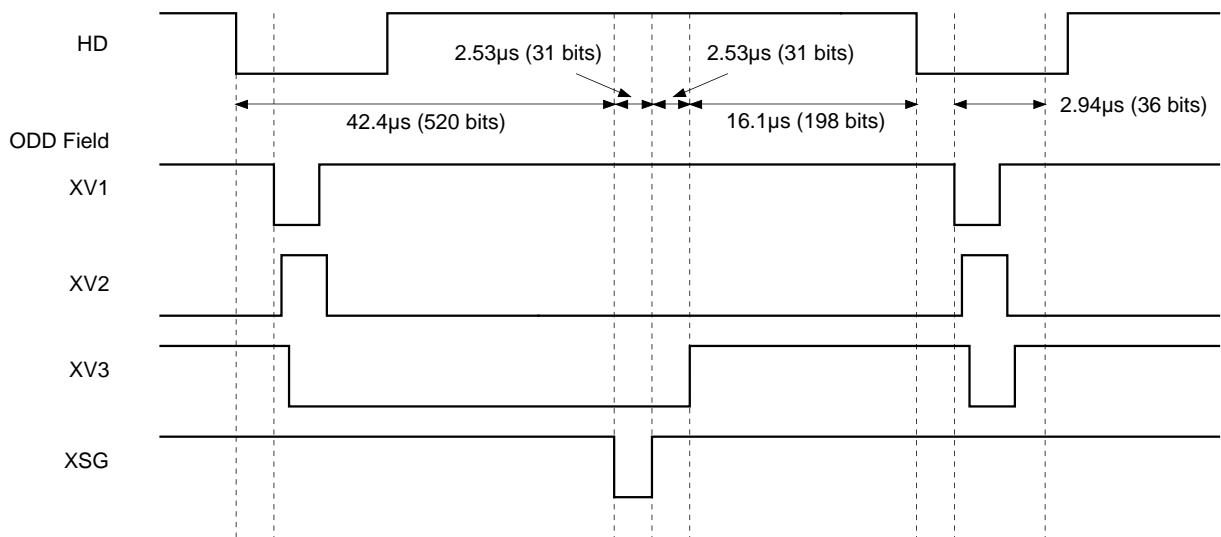 HD
2.53µs (31 bits)
2.53µs (31 bits)
42.4µs (520 bits)
16.1µs (198 bits)
2.94µs (36 bits)
ODD Field
XV1
XV2
XV3
XSG